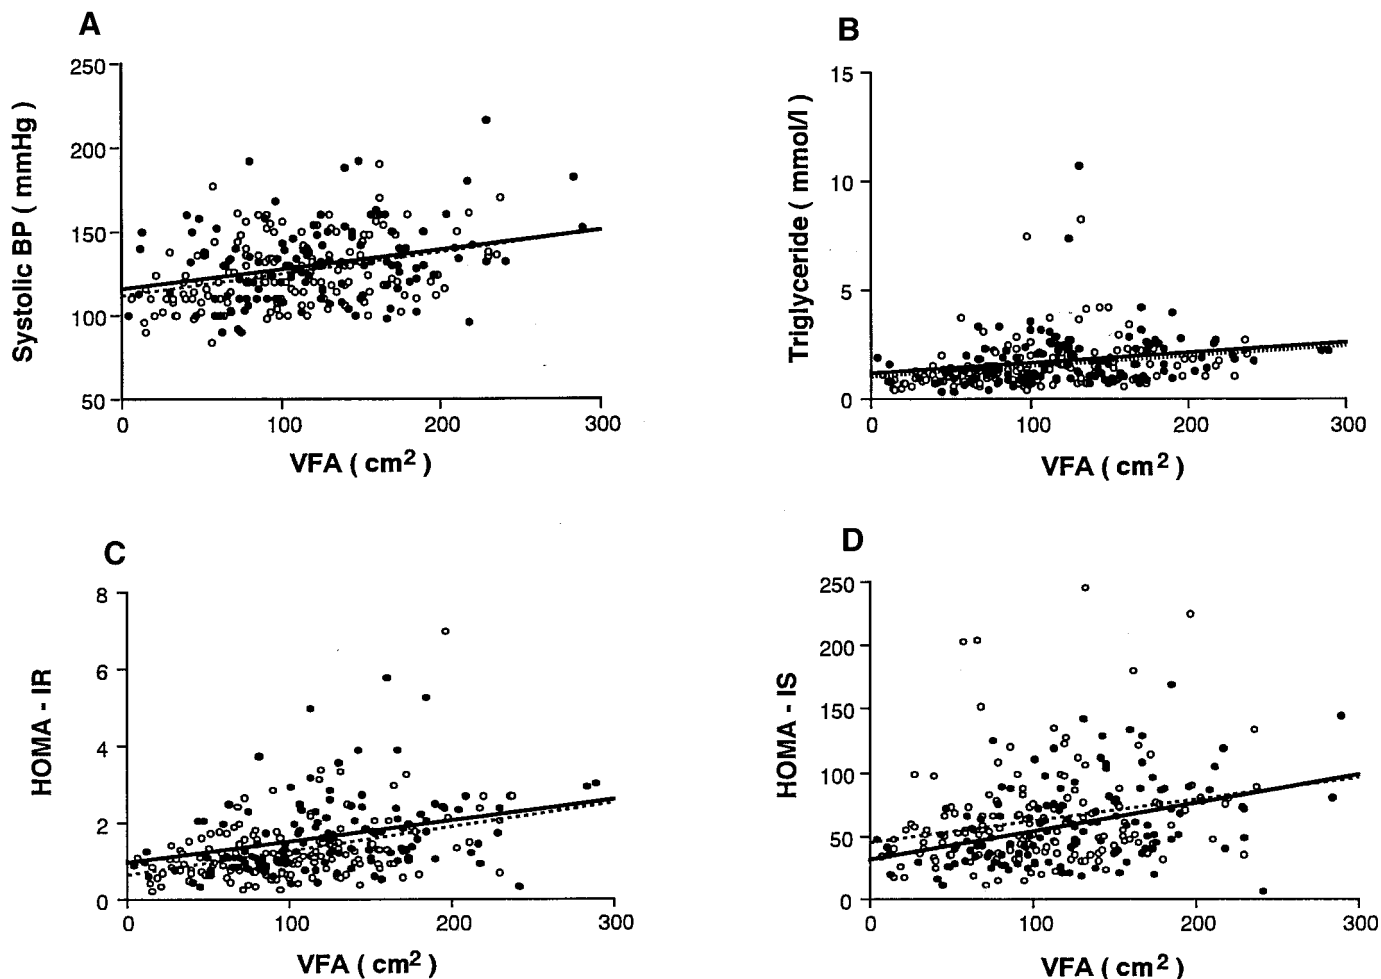 A
250
200
150
100
50
Systolic BP ( mmHg )
0 100 200 300
VFA ( cm2 )
B
15
10
5
0
Triglyceride ( mmol/l )
0 100 200 300
VFA ( cm2 )
C
8
6
4
2
0
HOMA - IR
0 100 200 300
VFA ( cm2 )
D
250
200
150
100
50
0
HOMA - IS
0 100 200 300
VFA ( cm2 )